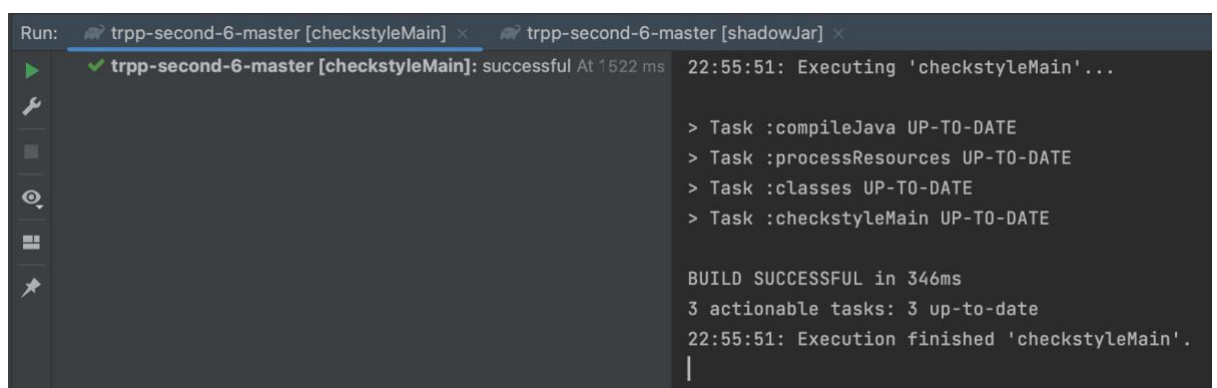 Run: trpp-second-6-master [checkstyleMain] × trpp-second-6-master [shadowJar] ×
trpp-second-6-master [checkstyleMain]: successful At 1522 ms
22:55:51: Executing 'checkstyleMain'...
> Task :compileJava UP-TO-DATE
> Task :processResources UP-TO-DATE
> Task :classes UP-TO-DATE
> Task :checkstyleMain UP-TO-DATE
BUILD SUCCESSFUL in 346ms
3 actionable tasks: 3 up-to-date
22:55:51: Execution finished 'checkstyleMain'.